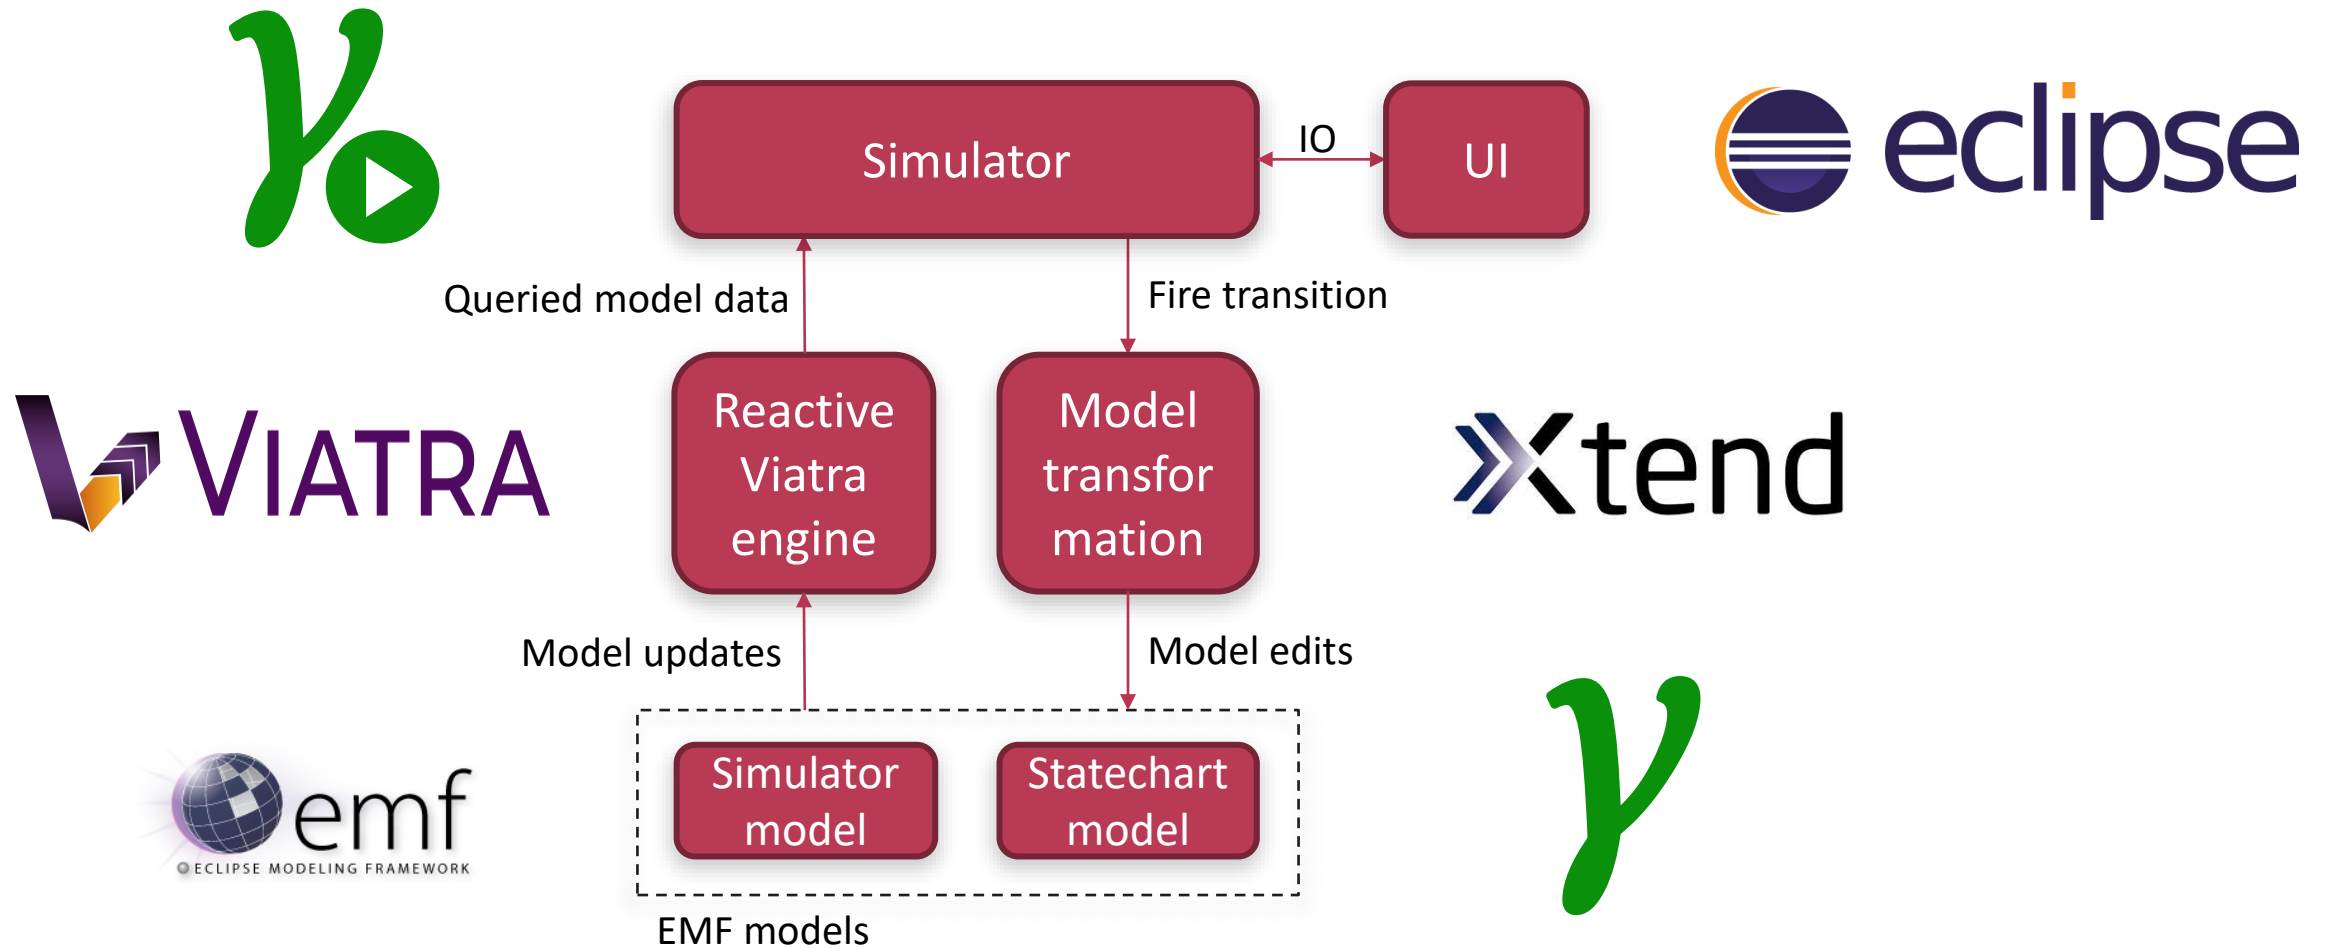 γ
Simulator
IO
UI
eclipse
Queried model data
Fire transition
VIATRA
Reactive
Viatra
engine
Model
transfor
mation
Xtend
Model updates
Model edits
emf
ECLIPSE MODELING FRAMEWORK
Simulator
model
Statechart
model
γ
EMF models